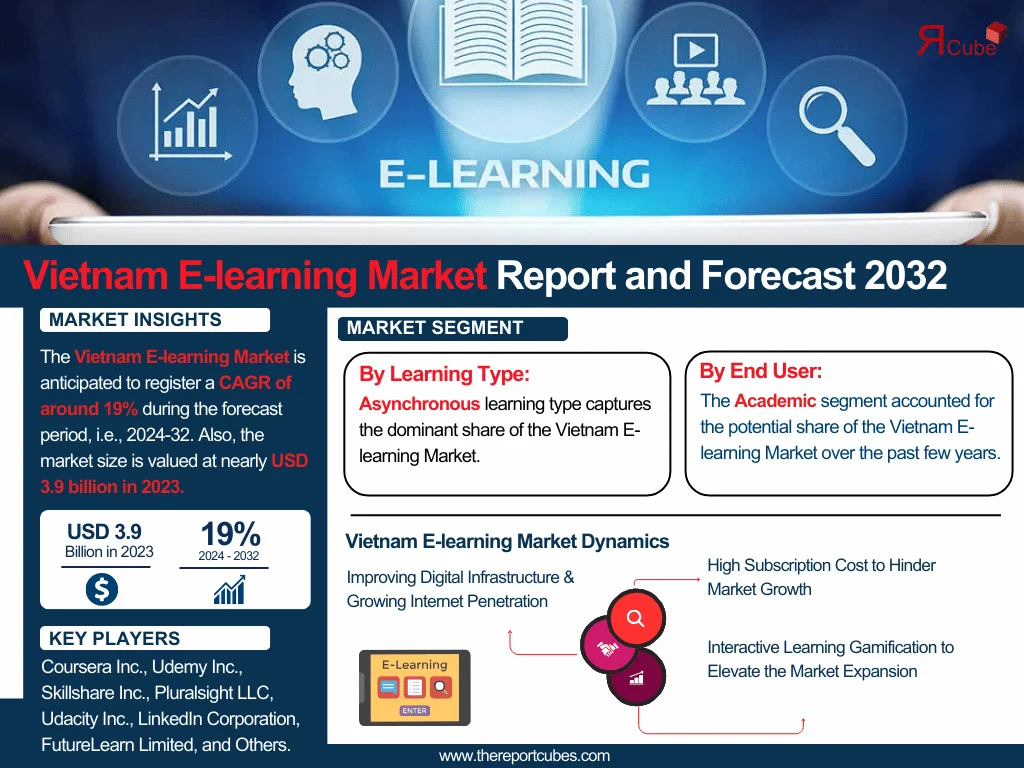 ЯCube
E-LEARNING
Vietnam E-learning Market Report and Forecast 2032
MARKET INSIGHTS
The Vietnam E-learning Market is
anticipated to register a CAGR of
around 19% during the forecast
period, i.e., 2024-32. Also, the
market size is valued at nearly USD
3.9 billion in 2023.
USD 3.9
Billion in 2023
19%
2024 - 2032
KEY PLAYERS
Coursera Inc., Udemy Inc.,
Skillshare Inc., Pluralsight LLC,
Udacity Inc., LinkedIn Corporation,
FutureLearn Limited, and Others.
MARKET SEGMENT
By Learning Type:
Asynchronous learning type captures
the dominant share of the Vietnam E-
learning Market.
By End User:
The Academic segment accounted for
the potential share of the Vietnam E-
learning Market over the past few years.
Vietnam E-learning Market Dynamics
Improving Digital Infrastructure &
Growing Internet Penetration
High Subscription Cost to Hinder
Market Growth
Interactive Learning Gamification to
Elevate the Market Expansion
E-Learning
ENTER
www.thereportcubes.com